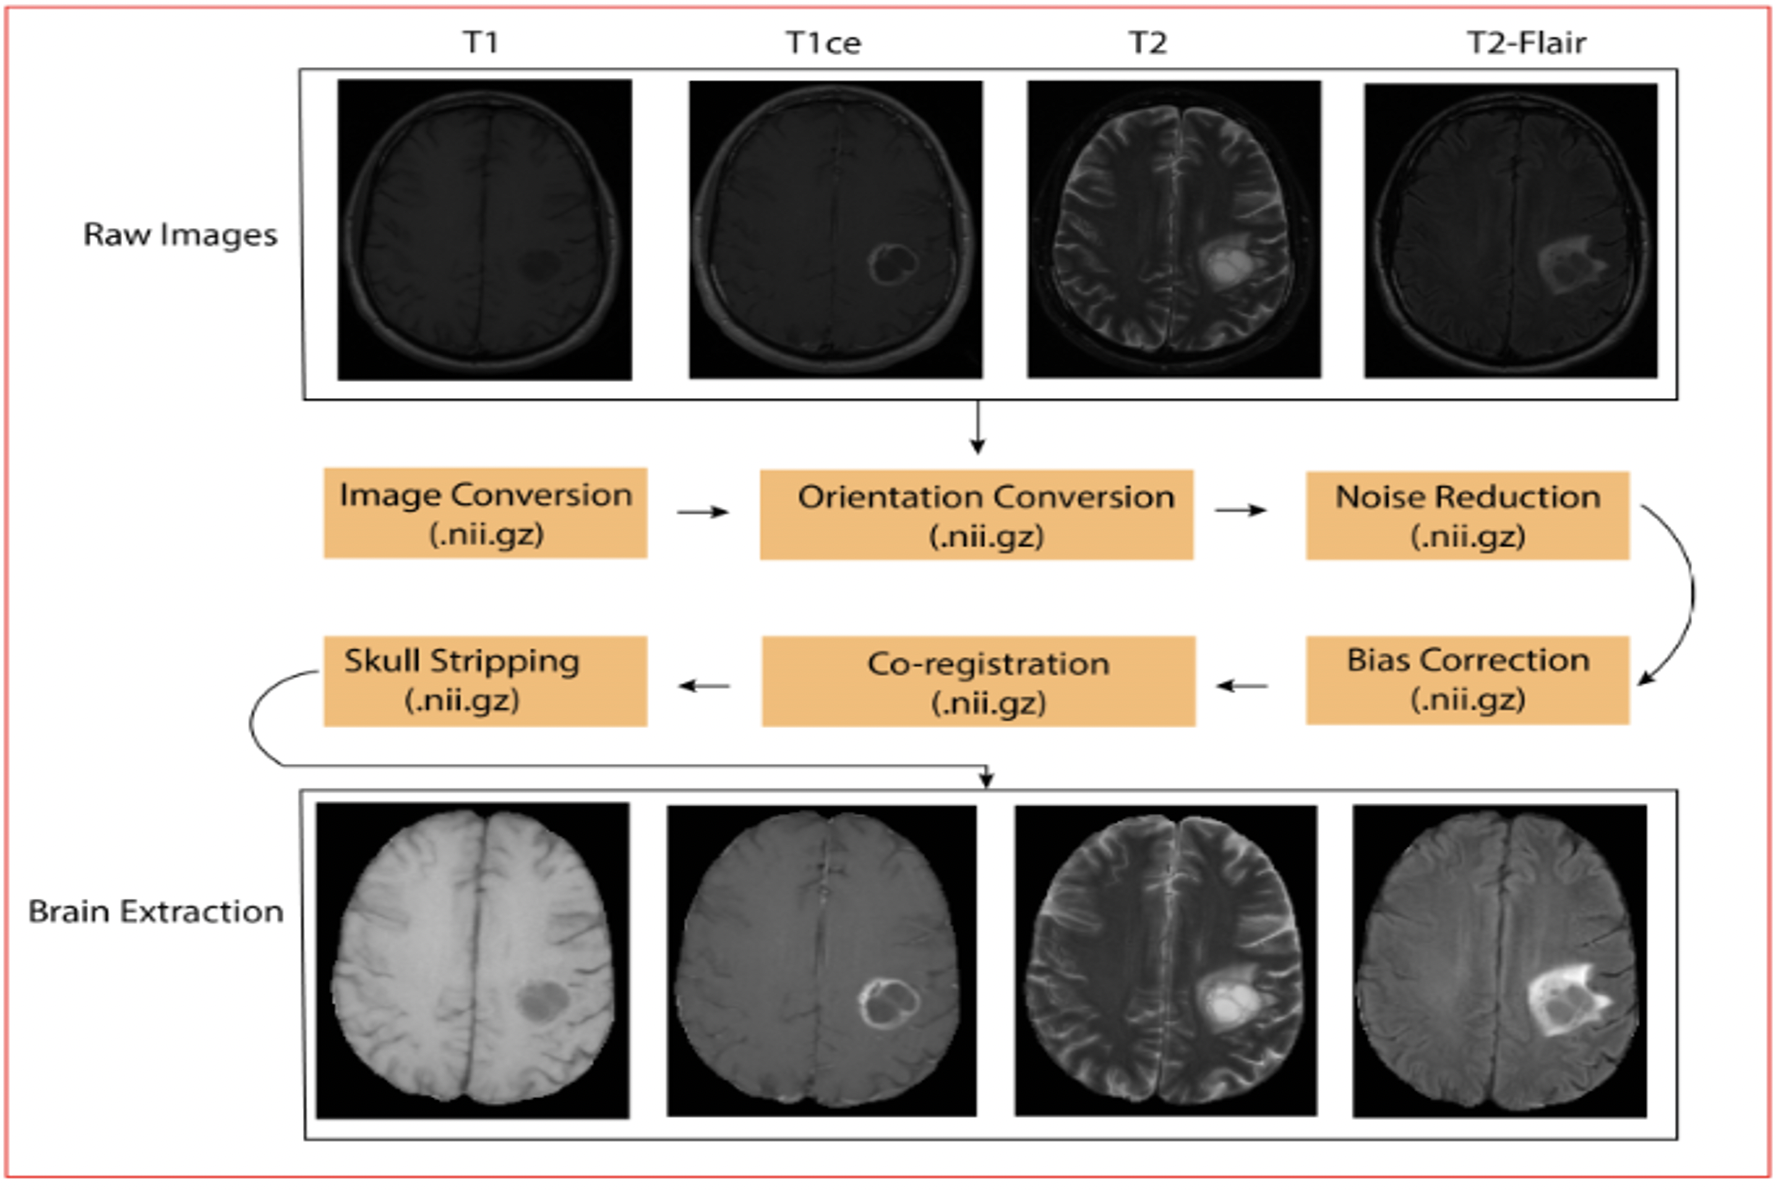 T1
T1ce
T2
T2-Flair
Raw Images
Image Conversion
(.nii.gz)
Orientation Conversion
(.nii.gz)
Noise Reduction
(.nii.gz)
Skull Stripping
(.nii.gz)
Co-registration
(.nii.gz)
Bias Correction
(.nii.gz)
Brain Extraction